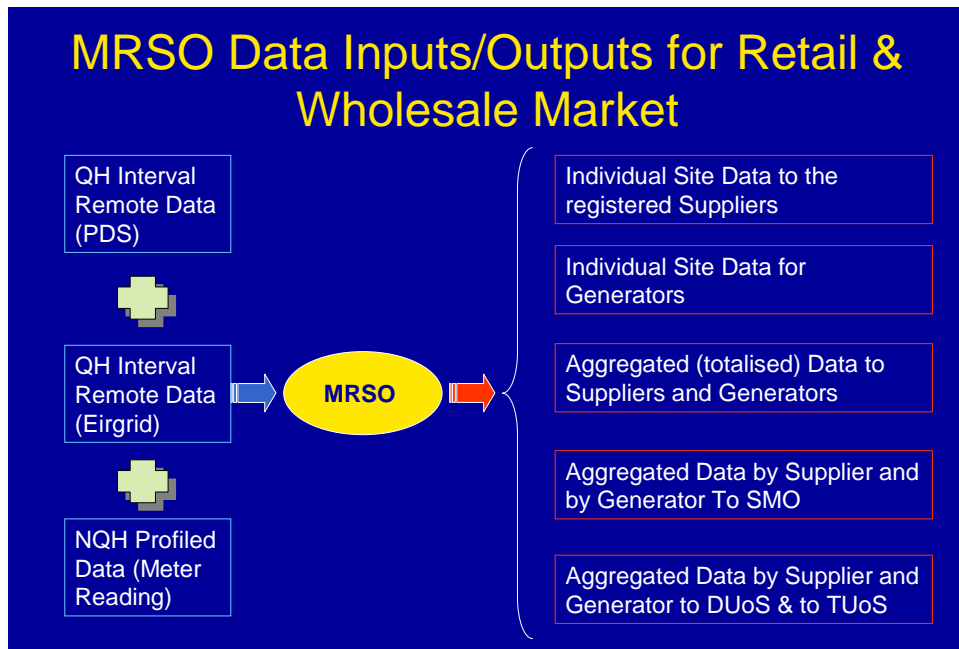 MRSO Data Inputs/Outputs for Retail &
Wholesale Market
QH Interval
Remote Data
(PDS)
QH Interval
Remote Data
(Eirgrid)
NQH Profiled
Data (Meter
Reading)
MRSO
Individual Site Data to the
registered Suppliers
Individual Site Data for
Generators
Aggregated (totalised) Data to
Suppliers and Generators
Aggregated Data by Supplier and
by Generator To SMO
Aggregated Data by Supplier and
Generator to DUoS & to TUoS